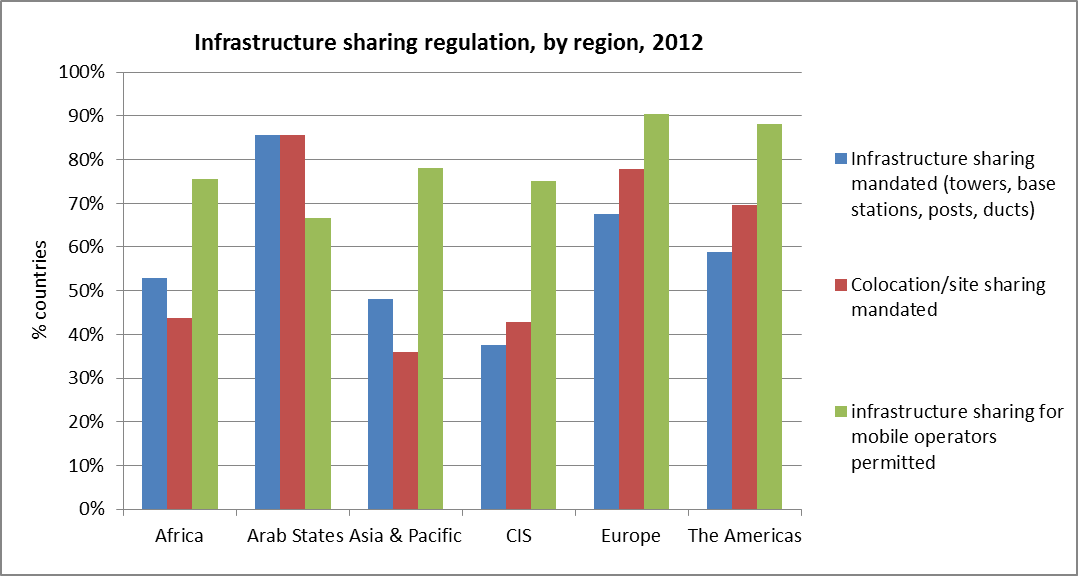 Infrastructure sharing regulation, by region, 2012
100%
90%
80%
70%
60%
50%
40%
30%
20%
10%
0%
% countries
Africa
Arab States
Asia & Pacific
CIS
Europe
The Americas
Infrastructure sharing
mandated (towers, base
stations, posts, ducts)
Colocation/site sharing
mandated
infrastructure sharing for
mobile operators
permitted